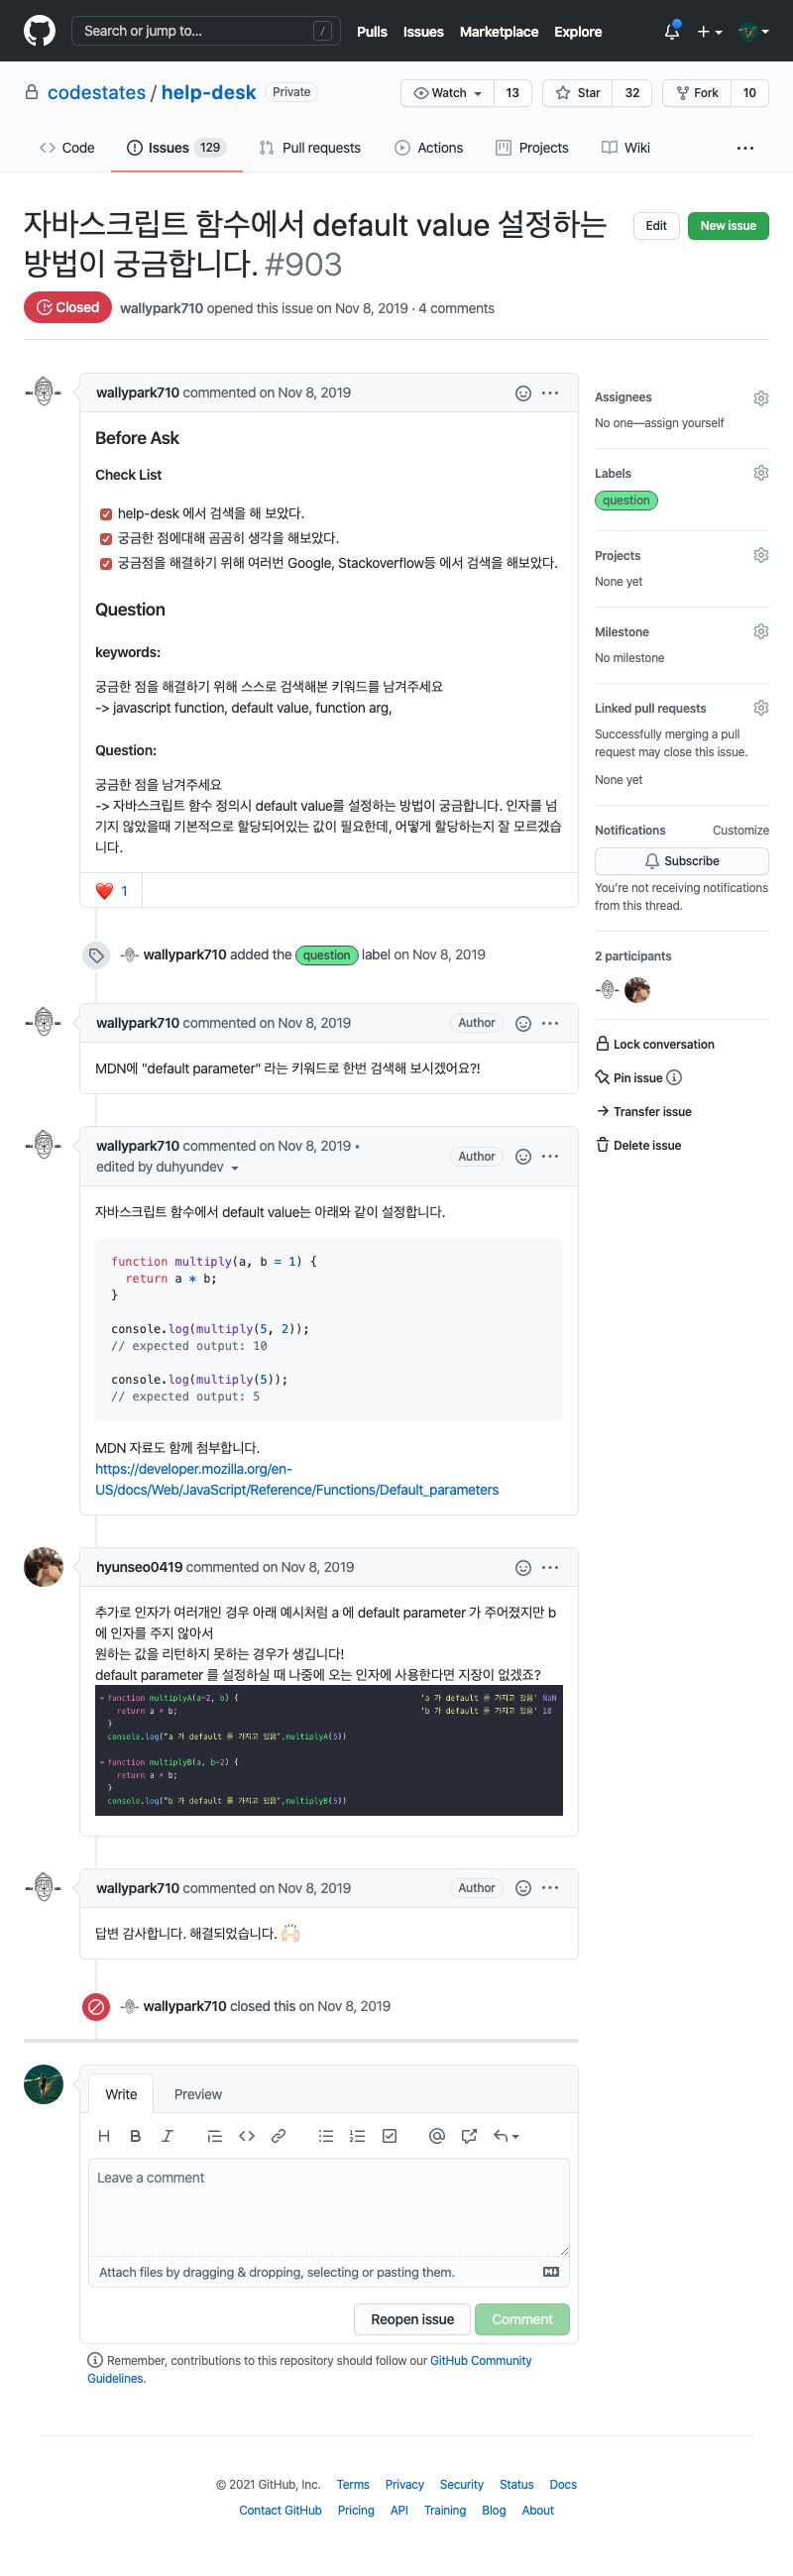 Search or jump to... /
Pulls Issues Marketplace Explore
codestates / help-desk Private
Watch 13 Star 32 Fork 10
Code Issues 129 Pull requests Actions Projects Wiki
자바스크립트 함수에서 default value 설정하는
방법이 궁금합니다. #903
Edit New issue
Closed wallypark710 opened this issue on Nov 8, 2019 · 4 comments
wallypark710 commented on Nov 8, 2019
Before Ask
Check List
help-desk 에서 검색을 해 보았다.
궁금한 점에대해 곰곰히 생각을 해보았다.
궁금점을 해결하기 위해 여러번 Google, Stackoverflow등 에서 검색을 해보았다.
Question
keywords:
궁금한 점을 해결하기 위해 스스로 검색해본 키워드를 남겨주세요
-> javascript function, default value, function arg,
Question:
궁금한 점을 남겨주세요
-> 자바스크립트 함수 정의시 default value를 설정하는 방법이 궁금합니다. 인자를 넘
기지 않았을때 기본적으로 할당되어있는 값이 필요한데, 어떻게 할당하는지 잘 모르겠습
니다.
❤️ 1
wallypark710 added the question label on Nov 8, 2019
wallypark710 commented on Nov 8, 2019 Author
MDN에 "default parameter" 라는 키워드로 한번 검색해 보시겠어요?!
wallypark710 commented on Nov 8, 2019 •
edited by duhyundev
Author
자바스크립트 함수에서 default value는 아래와 같이 설정합니다.
function multiply(a, b = 1) {
return a * b;
}
console.log(multiply(5, 2));
// expected output: 10
console.log(multiply(5));
// expected output: 5
MDN 자료도 함께 첨부합니다.
https://developer.mozilla.org/en-
US/docs/Web/JavaScript/Reference/Functions/Default_parameters
hyunseo0419 commented on Nov 8, 2019
추가로 인자가 여러개인 경우 아래 예시처럼 a 에 default parameter 가 주어졌지만 b
에 인자를 주지 않아서
원하는 값을 리턴하지 못하는 경우가 생깁니다!
default parameter 를 설정하실 때 나중에 오는 인자에 사용한다면 지장이 없겠죠?
function multiplyA(a=2, b) {
return a * b;
}
console.log("a 가 default 를 가지고 있음",multiplyA(5))
function multiplyB(a, b=2) {
return a * b;
}
console.log("b 가 default 를 가지고 있음",multiplyB(5))
'a 가 default 를 가지고 있음' NaN
'b 가 default 를 가지고 있음' 10
wallypark710 commented on Nov 8, 2019 Author
답변 감사합니다. 해결되었습니다. 🙌🏻
wallypark710 closed this on Nov 8, 2019
Write Preview
H B I
Leave a comment
Attach files by dragging & dropping, selecting or pasting them.
Reopen issue Comment
Remember, contributions to this repository should follow our GitHub Community
Guidelines.
Assignees
No one—assign yourself
Labels
question
Projects
None yet
Milestone
No milestone
Linked pull requests
Successfully merging a pull
request may close this issue.
None yet
Notifications Customize
Subscribe
You're not receiving notifications
from this thread.
2 participants
Lock conversation
Pin issue
Transfer issue
Delete issue
© 2021 GitHub, Inc. Terms Privacy Security Status Docs
Contact GitHub Pricing API Training Blog About